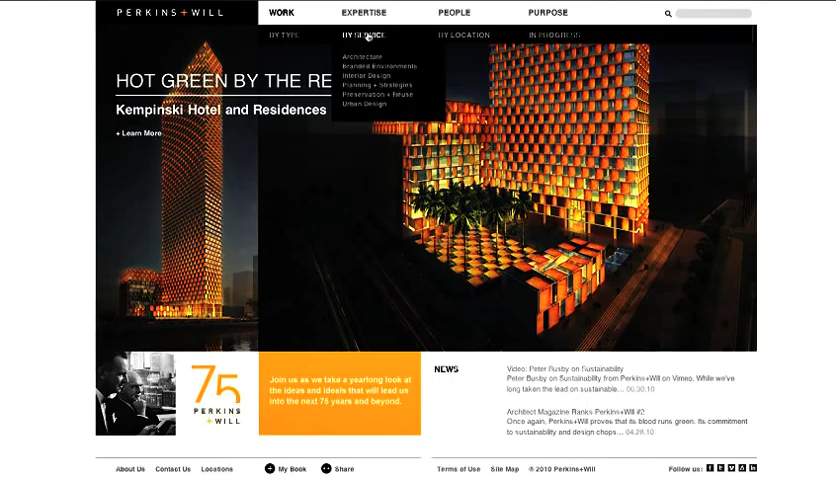 PERKINS+WILL
WORK
EXPERTISE
PEOPLE
PURPOSE
BY TYPE
BY SERVICE
BY LOCATION
IN PROGRESS
Architecture
Branded Environments
Interior Design
Planning + Strategies
Preservation + Reuse
Urban Design
HOT GREEN BY THE RE
Kempinski Hotel and Residences
+ Learn More
75
PERKINS
+WILL
Join us as we take a yearlong look at
the ideas and ideals that will lead us
into the next 75 years and beyond.
NEWS
Video: Peter Busby on Sustainability
Peter Busby on Sustainability from Perkins+Will on Vimeo. While we've
long taken the lead on sustainable... 06.30.10
Architect Magazine Ranks Perkins+Will #2
Once again, Perkins+Will proves that its blood runs green. Its commitment
to sustainability and design chops... 04.28.10
About Us
Contact Us
Locations
My Book
Share
Terms of Use
Site Map
© 2010 Perkins+Will
Follow us: